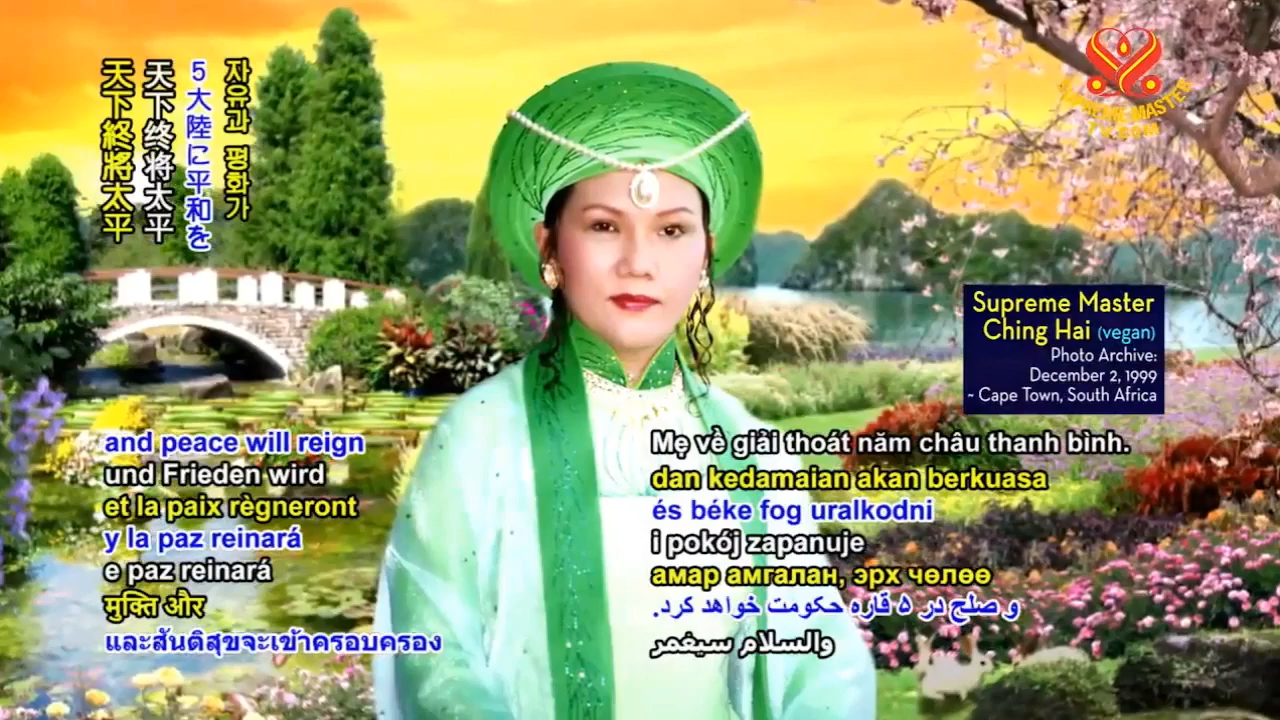 天下終將太平
天下终将太平
5大陸に平和を
자유과 평화가
SUPREME MASTER
TV.COM
Supreme Master
Ching Hai (vegan)
Photo Archive:
December 2, 1999
~ Cape Town, South Africa
and peace will reign
und Frieden wird
et la paix règneront
y la paz reinará
e paz reinará
मुक्ति और
และสันติสุขจะเข้าครอบครอง
Mẹ về giải thoát năm châu thanh bình.
dan kedamaian akan berkuasa
és béke fog uralkodni
i pokój zapanuje
амар амгалан, эрх чөлөө
و صلح در ۵ قاره حکومت خواهد کرد.
والسلام سيغمر